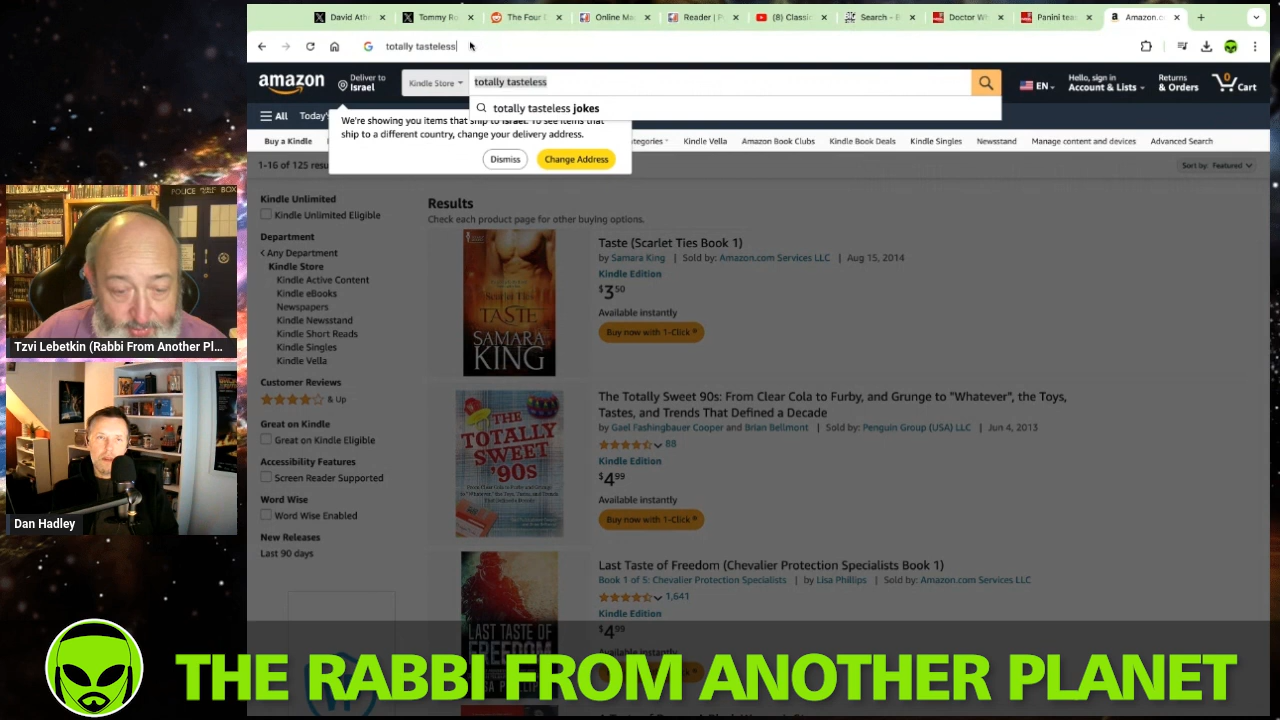 David Ath
Tommy Ro
The Four D
Online Ma
Reader | P
(8) Classic
Search - B
Doctor Wh
Panini tea
Amazon.c
totally tasteless
amazon
Deliver to
Israel
Kindle Store
totally tasteless
EN
Hello, sign in
Account & Lists
Returns
& Orders
0
Cart
totally tasteless jokes
All
Today's
We're showing you items that ship to Israel. To see items that
ship to a different country, change your delivery address.
Dismiss
Change Address
Buy a Kindle
Kindle Vella
Amazon Book Clubs
Kindle Book Deals
Kindle Singles
Newsstand
Manage content and devices
Advanced Search
1-16 of 125 resu
Sort by: Featured
Kindle Unlimited
Kindle Unlimited Eligible
Department
Any Department
Kindle Store
Kindle Active Content
Kindle eBooks
Newspapers
Kindle Newsstand
Kindle Short Reads
Kindle Singles
Kindle Vella
Customer Reviews
& Up
Great on Kindle
Great on Kindle Eligible
Accessibility Features
Screen Reader Supported
Word Wise
Word Wise Enabled
New Releases
Last 90 days
Results
Check each product page for other buying options.
TASTE
SAMARA
KING
Taste (Scarlet Ties Book 1)
by Samara King | Sold by: Amazon.com Services LLC | Aug 15, 2014
Kindle Edition
$3 50
Available instantly
Buy now with 1-Click ®
THE
TOTALLY
SWEET
'90s
The Totally Sweet 90s: From Clear Cola to Furby, and Grunge to "Whatever", the Toys,
Tastes, and Trends That Defined a Decade
by Gael Fashingbauer Cooper and Brian Bellmont | Sold by: Penguin Group (USA) LLC | Jun 4, 2013
88
Kindle Edition
$4 99
Available instantly
Buy now with 1-Click ®
LAST TASTE OF
FREEDOM
Last Taste of Freedom (Chevalier Protection Specialists Book 1)
Book 1 of 5: Chevalier Protection Specialists | by Lisa Phillips | Sold by: Amazon.com Services LLC
1,641
Kindle Edition
$4 99
Available instantly
POLICE BOX
Tzvi Lebetkin (Rabbi From Another Pl...
Dan Hadley
THE RABBI FROM ANOTHER PLANET